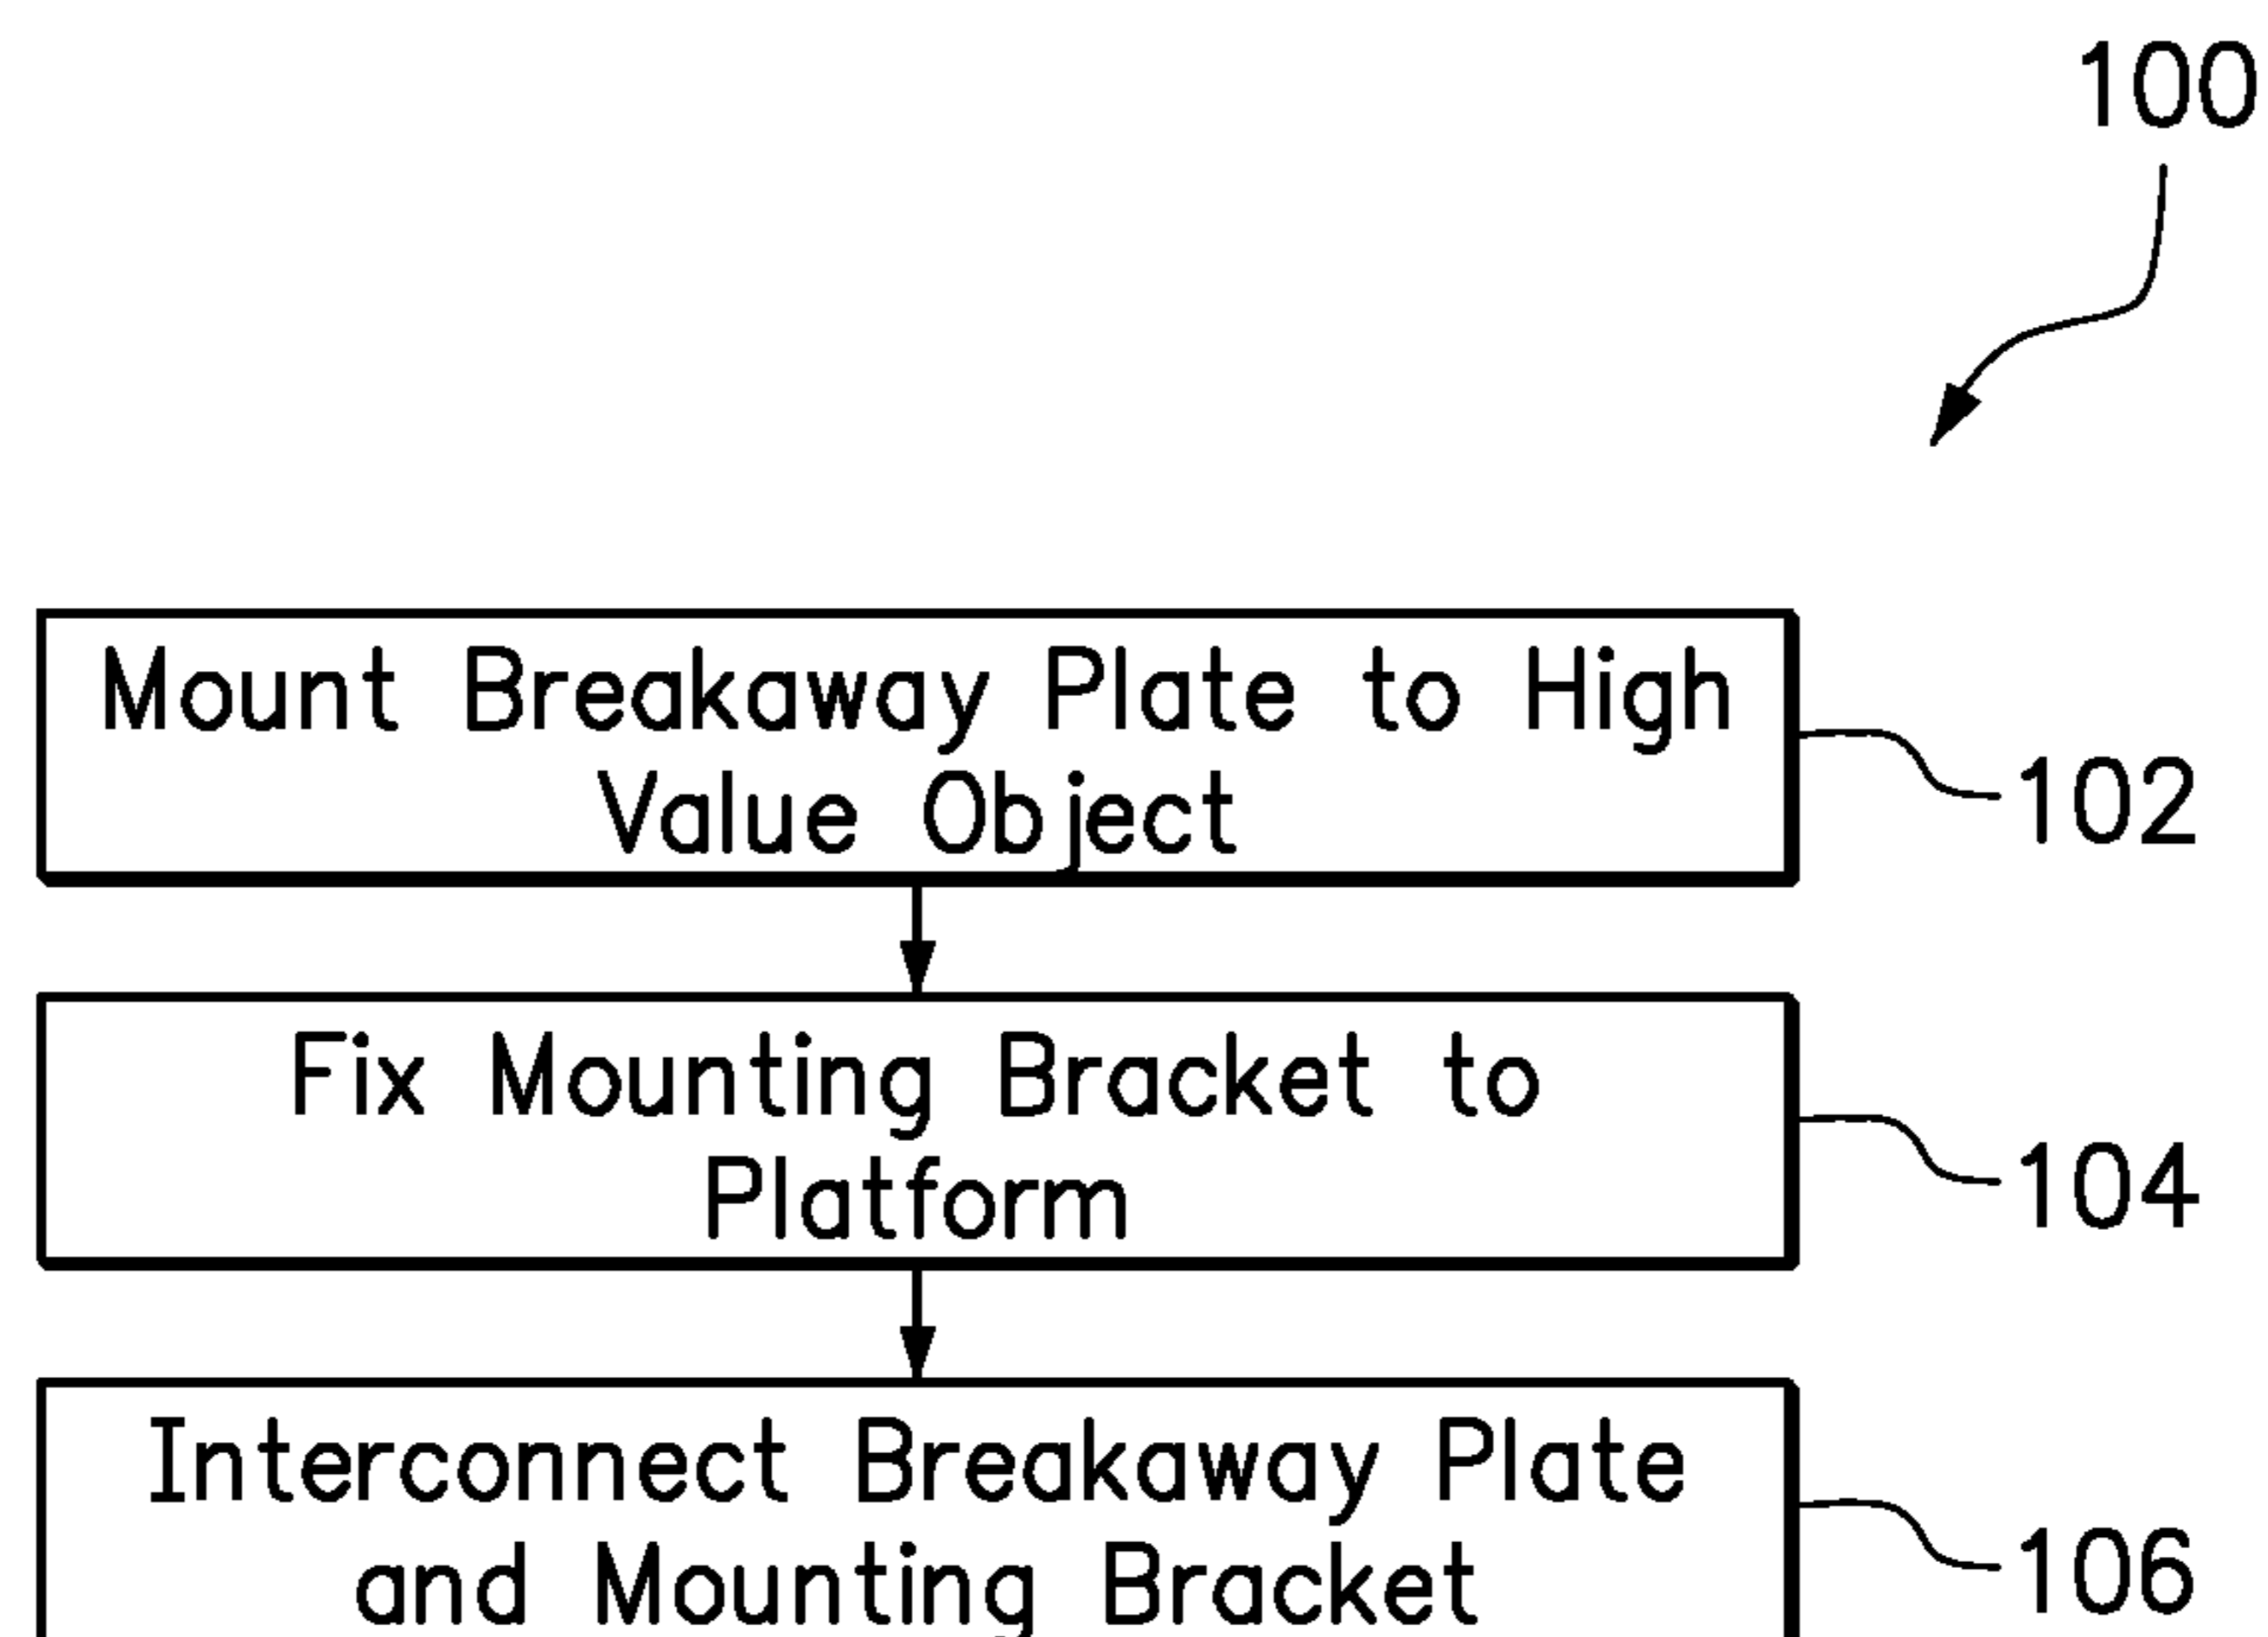 100
Mount Breakaway Plate to High
Value Object
102
Fix Mounting Bracket to
Platform
104
Interconnect Breakaway Plate
and Mounting Bracket
106